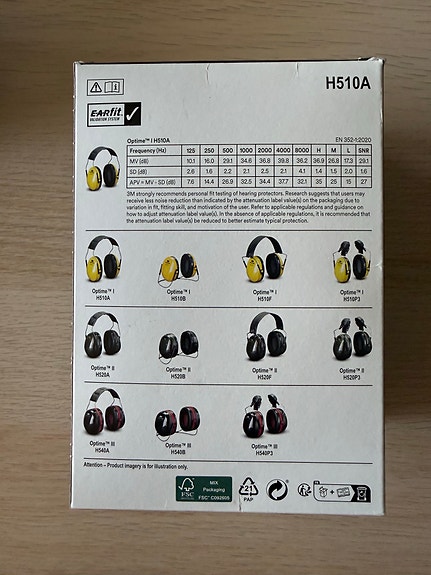 H510A
EARfit
VALIDATION SYSTEM
Optime™ I H510A EN 352-1:2020
Frequency (Hz) 125 250 500 1000 2000 4000 8000 H M L SNR
MV (dB) 10.1 16.0 29.1 34.6 36.8 39.8 36.2 36.9 26.8 17.3 29.1
SD (dB) 2.6 1.6 2.2 2.1 2.5 2.1 4.1 1.4 1.5 2.0 1.6
APV = MV - SD (dB) 7.6 14.4 26.9 32.5 34.4 37.7 32.1 35 25 15 27
3M strongly recommends personal fit testing of hearing protectors. Research suggests that users may
receive less noise reduction than indicated by the attenuation label value(s) on the packaging due to
variation in fit, fitting skill, and motivation of the user. Refer to applicable regulations and guidance on
how to adjust attenuation label value(s). In the absence of applicable regulations, it is recommended that
the attenuation label value(s) be reduced to better estimate typical protection.
Optime™ I Optime™ I Optime™ I Optime™ I
H510A H510B H510F H510P3
Optime™ II Optime™ II Optime™ II Optime™ II
H520A H520B H520F H520P3
Optime™ III Optime™ III Optime™ III
H540A H540B H540P3
Attention – Product imagery is for illustration only.
FSC
MIX
Packaging
FSC® C092605
21
PAP